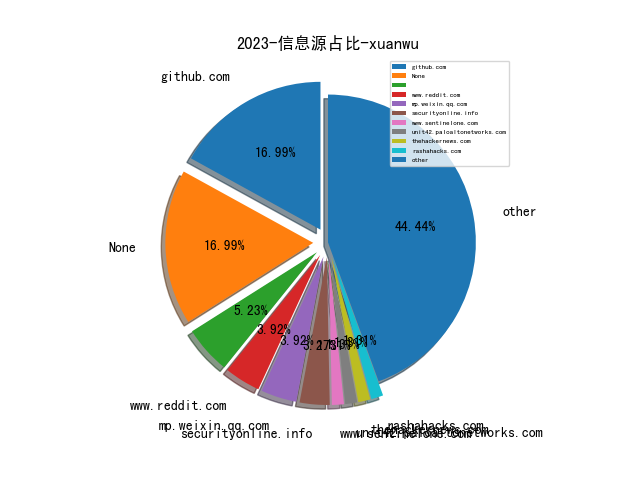 2023-信息源占比-xuanwu
github.com
github.com
None
www.reddit.com
mp.weixin.qq.com
securityonline.info
www.sentinelone.com
unit42.paloaltonetworks.com
thehackernews.com
rashahacks.com
other
16.99%
other
44.44%
16.99%
None
5.23%
3.92%
3.92%
www.reddit.com
mp.weixin.qq.com
securityonline.info
www.sentinelone.com
rashahacks.com
thehackernews.com